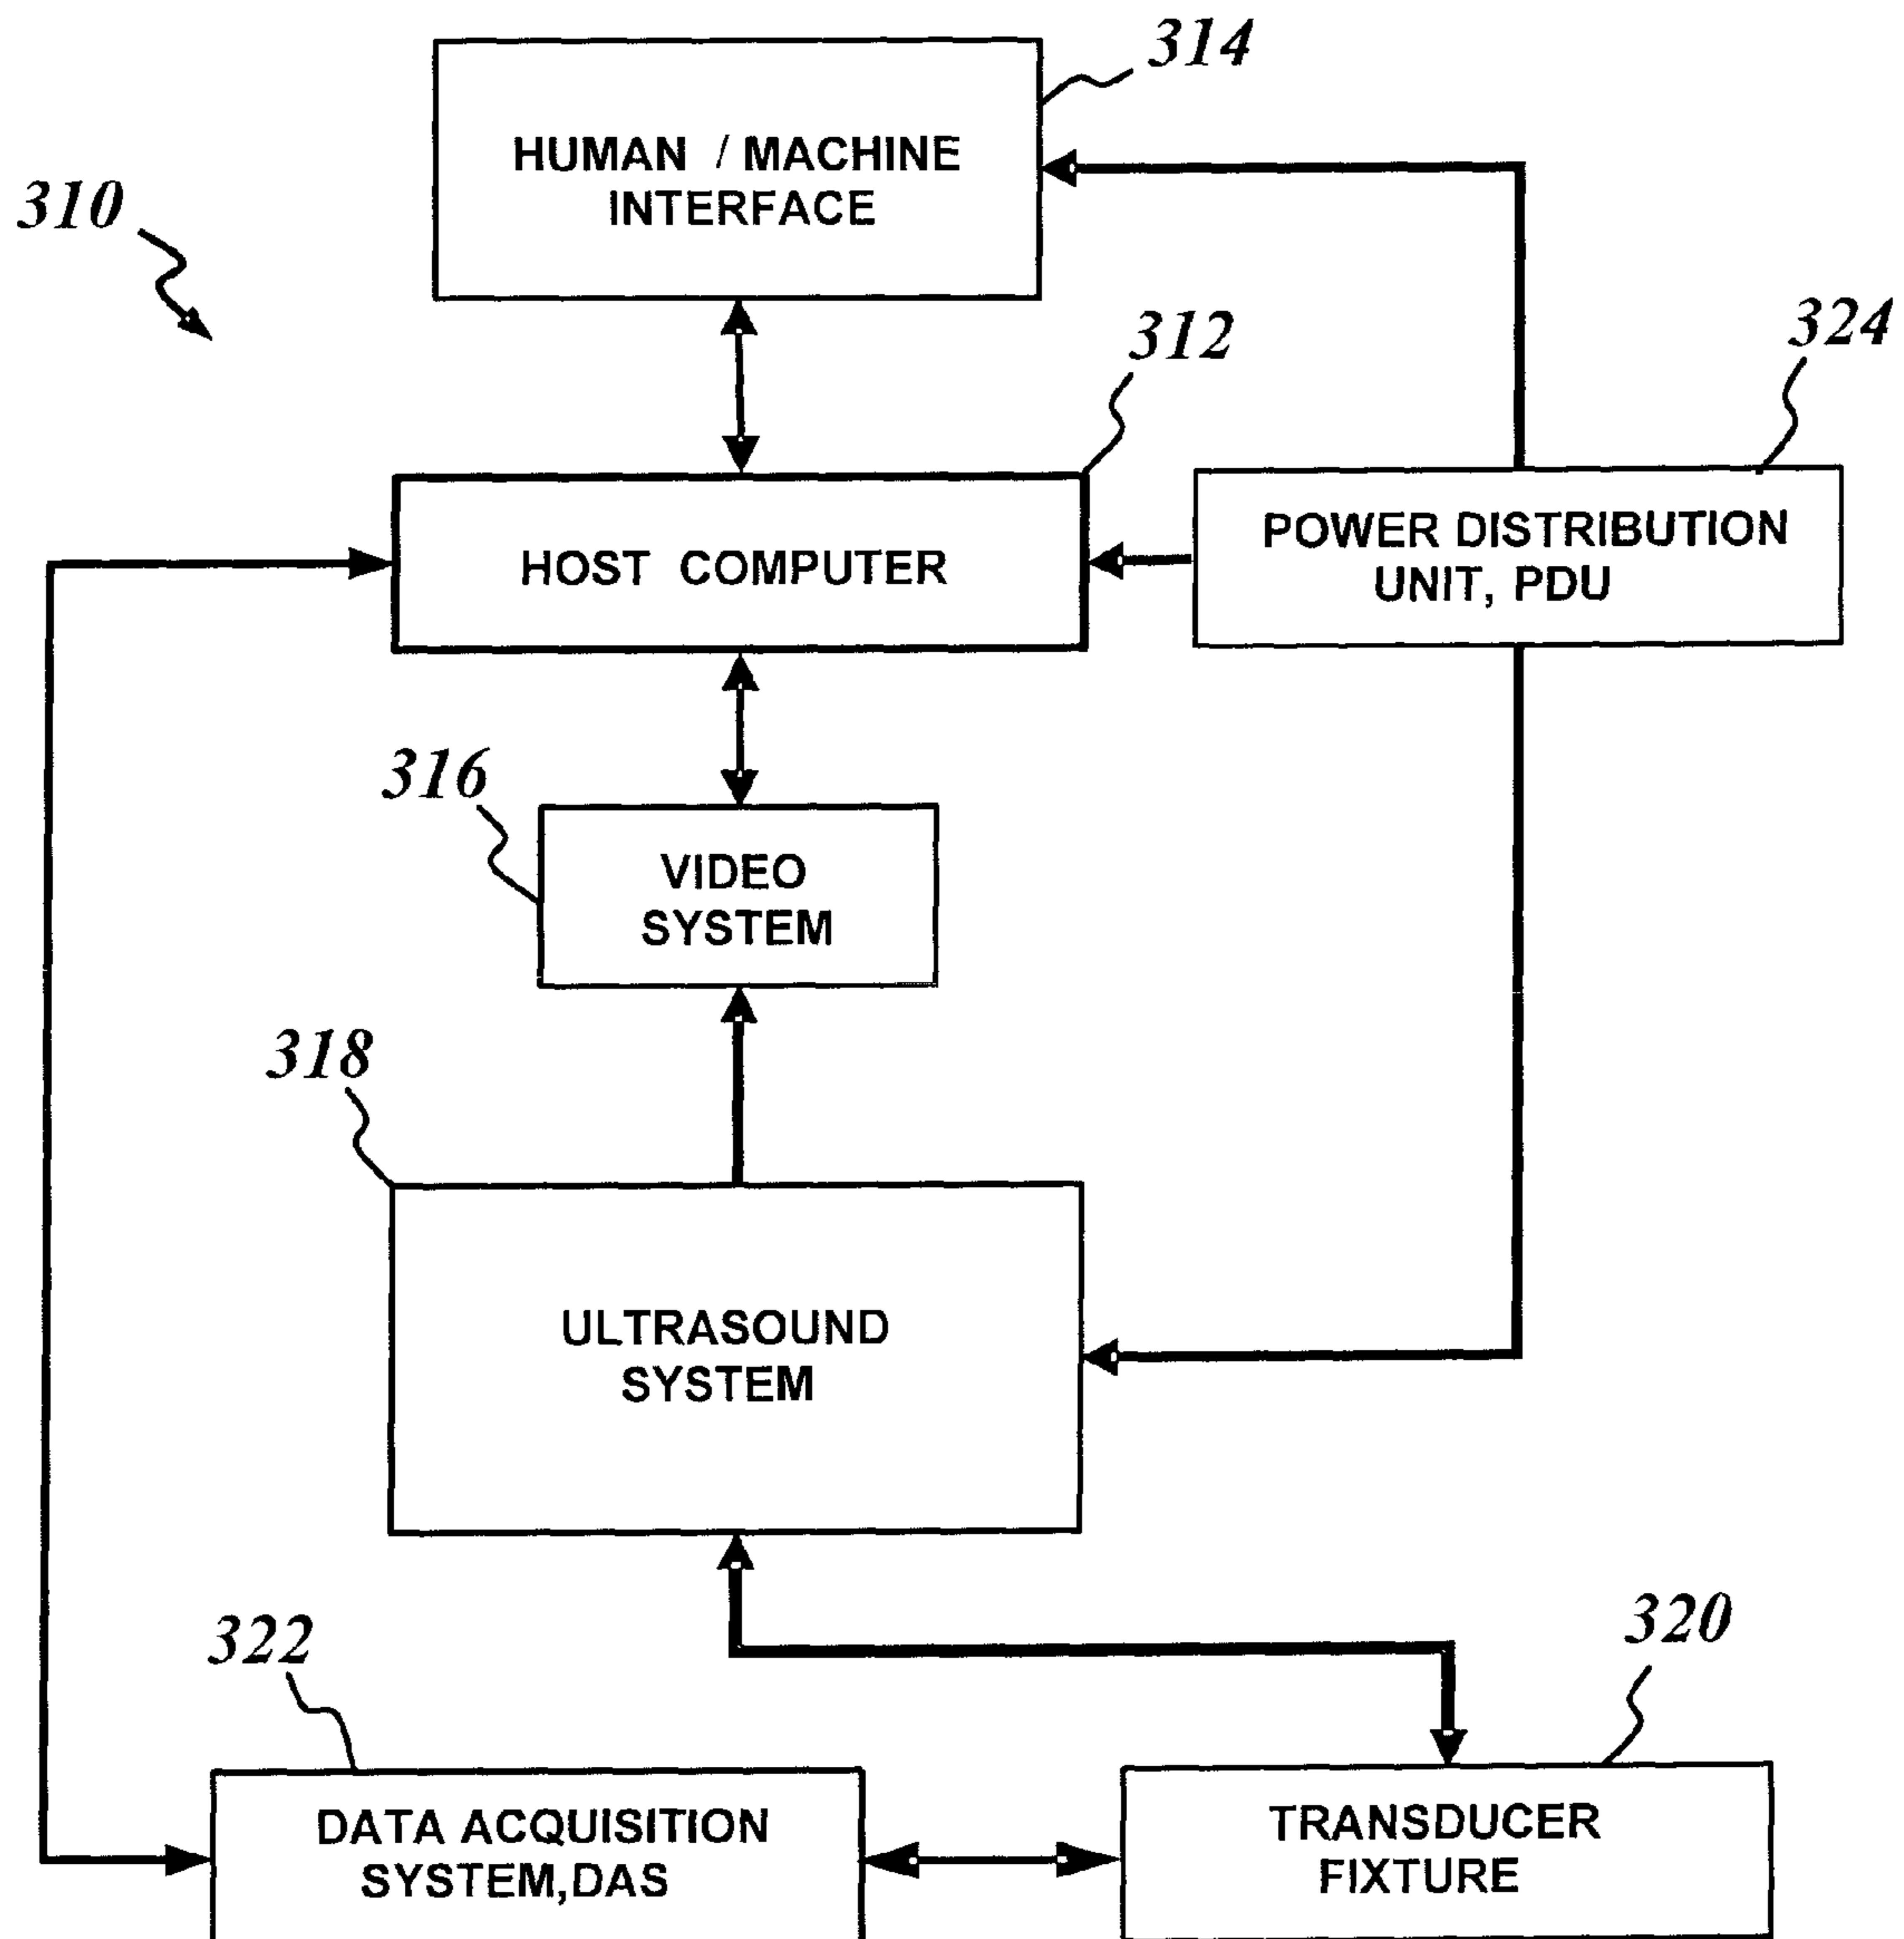 314
HUMAN / MACHINE
INTERFACE
310
312
324
HOST COMPUTER
POWER DISTRIBUTION
UNIT, PDU
316
VIDEO
SYSTEM
318
ULTRASOUND
SYSTEM
322
320
DATA ACQUISITION
SYSTEM,DAS
TRANSDUCER
FIXTURE